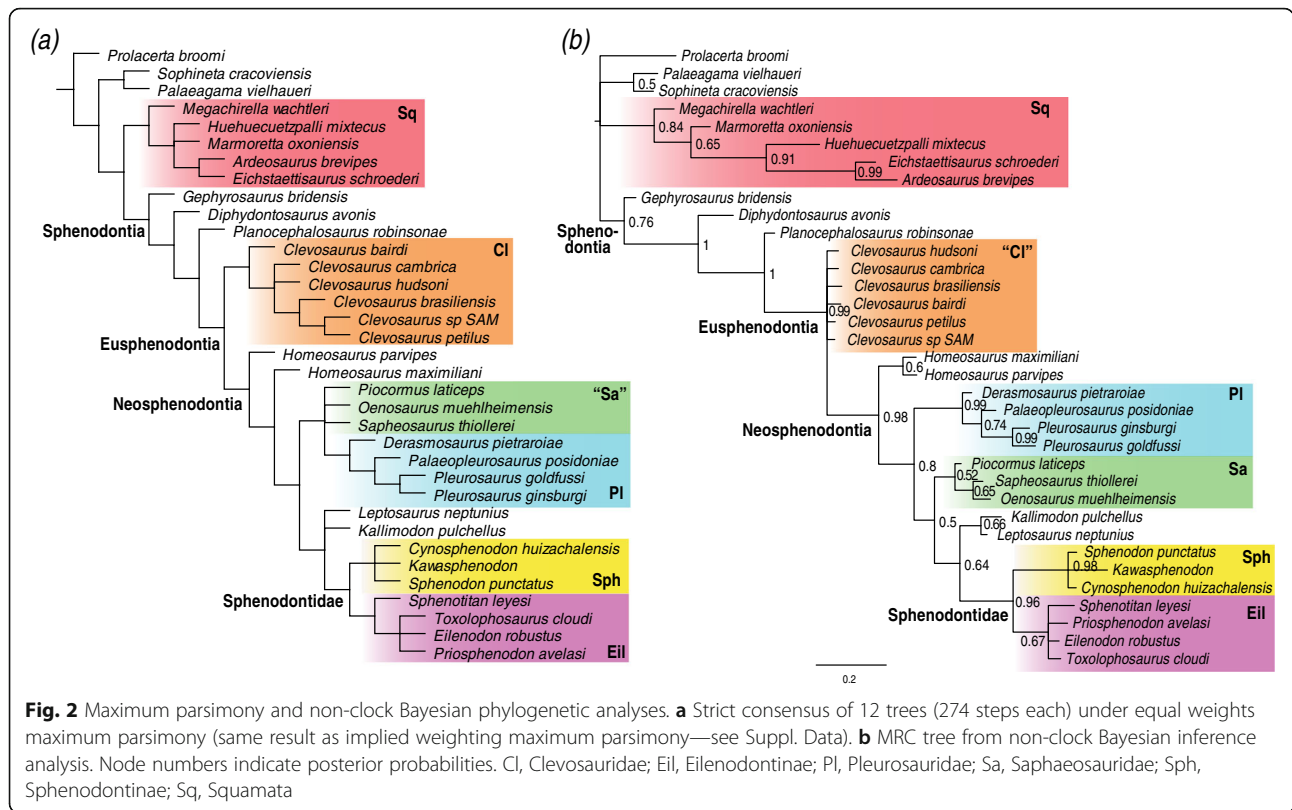 (a)
Prolacerta broomi
Sophineta cracoviensis
Palaeagama vielhaueri
Megachirella wachtleri
Sq
Huehuecuetzpalli mixtecus
Marmoretta oxoniensis
Ardeosaurus brevipes
Eichstaettisaurus schroederi
Gephyrosaurus bridensis
Sphenodontia
Diphydontosaurus avonis
Planocephalosaurus robinsonae
Clevosaurus bairdi
Cl
Clevosaurus cambrica
Clevosaurus hudsoni
Clevosaurus brasiliensis
Clevosaurus sp SAM
Clevosaurus petilus
Eusphenodontia
Homeosaurus parvipes
Homeosaurus maximiliani
Neosphenodontia
Piocormus laticeps
"Sa"
Oenosaurus muehlheimensis
Sapheosaurus thiollerei
Derasmosaurus pietraroiae
Palaeopleurosaurus posidoniae
Pleurosaurus goldfussi
Pleurosaurus ginsburgi
Pl
Leptosaurus neptunius
Kallimodon pulchellus
Cynosphenodon huizachalensis
Kawasphenodon
Sphenodon punctatus
Sph
Sphenodontidae
Sphenotitan leyesi
Toxolophosaurus cloudi
Eilenodon robustus
Priosphenodon avelasi
Eil
(b)
Prolacerta broomi
Palaeagama vielhaueri
0.5
Sophineta cracoviensis
Sq
Megachirella wachtleri
0.84
Marmoretta oxoniensis
0.65
Huehuecuetzpalli mixtecus
0.91
Eichstaettisaurus schroederi
0.99
Ardeosaurus brevipes
Gephyrosaurus bridensis
Spheno-
dontia
0.76
Diphydontosaurus avonis
1
Planocephalosaurus robinsonae
1
Clevosaurus hudsoni
"Cl"
Clevosaurus cambrica
Clevosaurus brasiliensis
Clevosaurus bairdi
0.99
Clevosaurus petilus
Clevosaurus sp SAM
Eusphenodontia
Homeosaurus maximiliani
0.6
Homeosaurus parvipes
Derasmosaurus pietraroiae
Pl
0.99
Palaeopleurosaurus posidoniae
0.74
Pleurosaurus ginsburgi
0.99
Pleurosaurus goldfussi
Neosphenodontia
0.98
0.8
Piocormus laticeps
Sa
0.52
Sapheosaurus thiollerei
0.65
Oenosaurus muehlheimensis
0.5
Kallimodon pulchellus
0.66
Leptosaurus neptunius
0.64
Sphenodon punctatus
Sph
0.98
Kawasphenodon
Cynosphenodon huizachalensis
0.96
Sphenodontidae
Sphenotitan leyesi
Eil
Priosphenodon avelasi
0.67
Eilenodon robustus
Toxolophosaurus cloudi
0.2
Fig. 2 Maximum parsimony and non-clock Bayesian phylogenetic analyses. a Strict consensus of 12 trees (274 steps each) under equal weights
maximum parsimony (same result as implied weighting maximum parsimony—see Suppl. Data). b MRC tree from non-clock Bayesian inference
analysis. Node numbers indicate posterior probabilities. Cl, Clevosauridae; Eil, Eilenodontinae; Pl, Pleurosauridae; Sa, Saphaeosauridae; Sph,
Sphenodontinae; Sq, Squamata